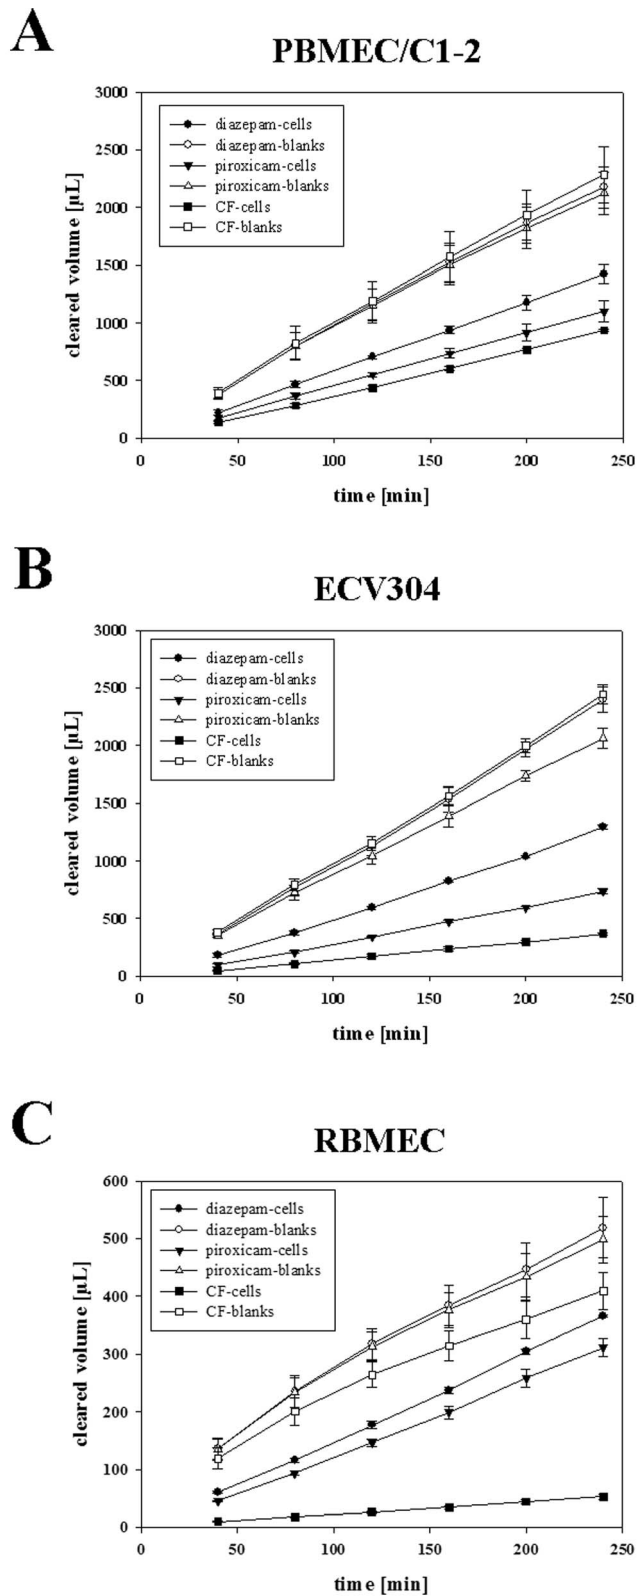 A
PBMEC/C1-2
3000
2500
2000
1500
1000
500
0
cleared volume [µL]
diazepam-cells
diazepam-blanks
piroxicam-cells
piroxicam-blanks
CF-cells
CF-blanks
0 50 100 150 200 250
time [min]
B
ECV304
3000
2500
2000
1500
1000
500
0
cleared volume [µL]
diazepam-cells
diazepam-blanks
piroxicam-cells
piroxicam-blanks
CF-cells
CF-blanks
0 50 100 150 200 250
time [min]
C
RBMEC
600
500
400
300
200
100
0
cleared volume [µL]
diazepam-cells
diazepam-blanks
piroxicam-cells
piroxicam-blanks
CF-cells
CF-blanks
0 50 100 150 200 250
time [min]